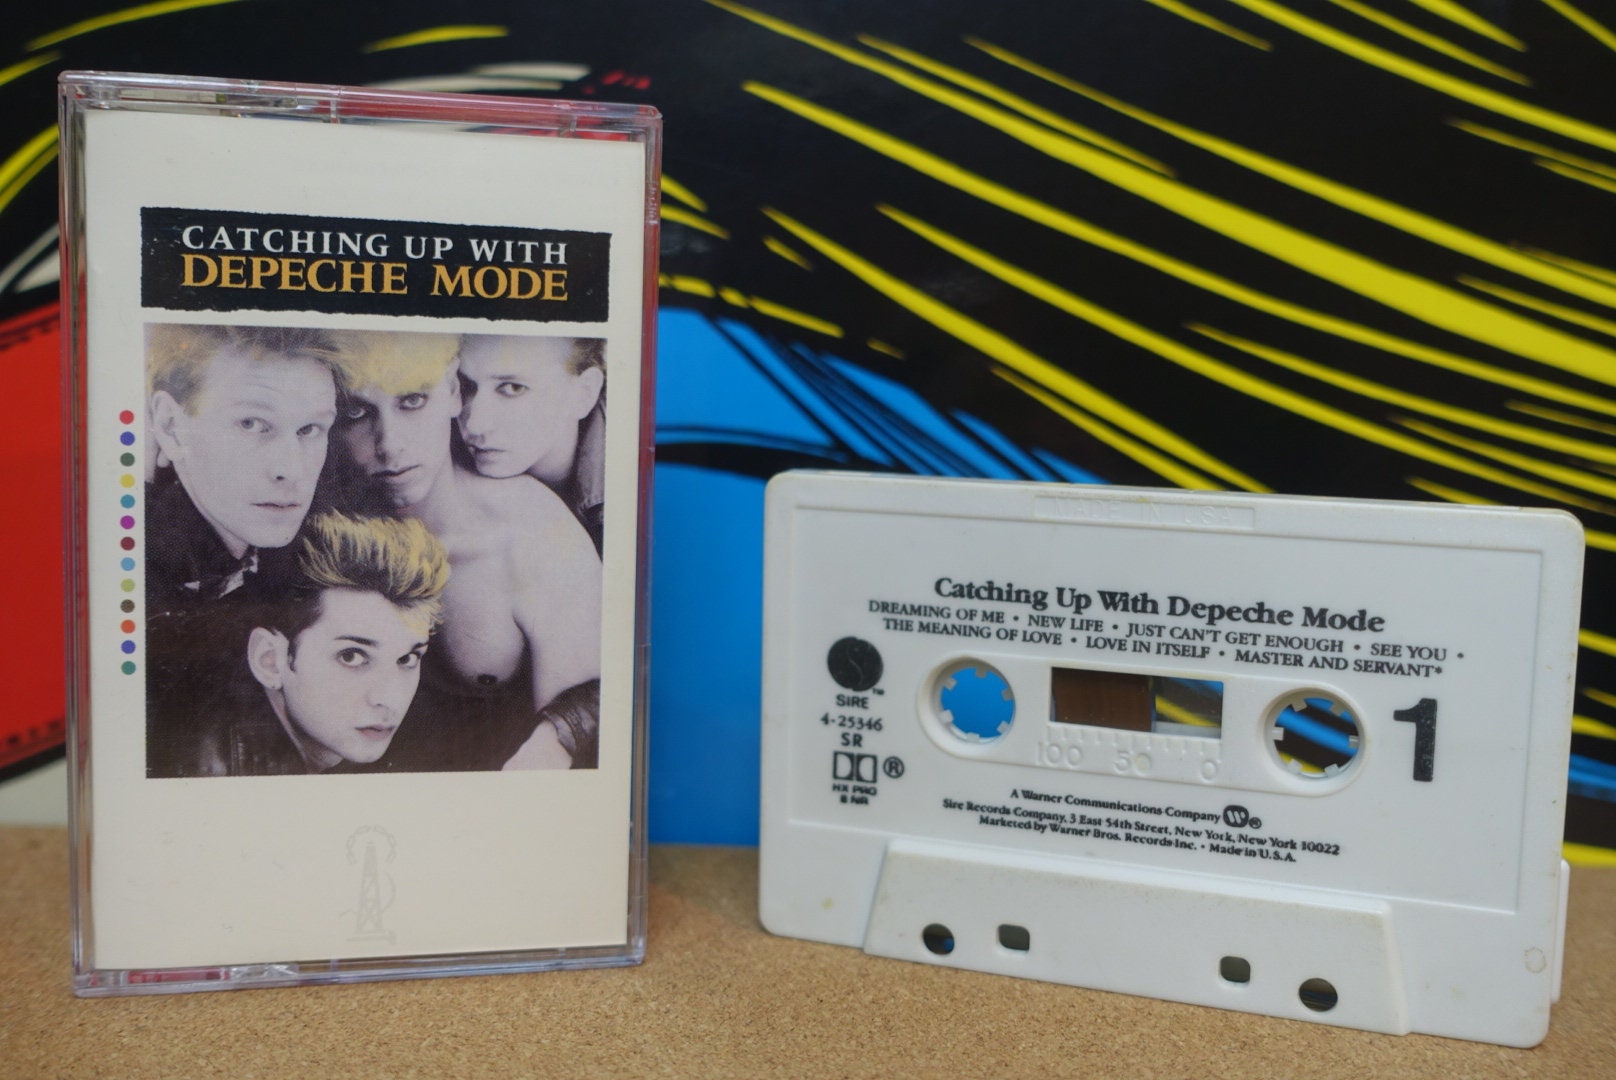 CATCHING UP WITH
DEPECHE MODE
MADE IN USA
Catching Up With Depeche Mode
DREAMING OF ME • NEW LIFE • JUST CAN'T GET ENOUGH • SEE YOU •
THE MEANING OF LOVE • LOVE IN ITSELF • MASTER AND SERVANT*
SIRE™
4-25346
SR
HX PRO
B NR
®
1
100 50 0
A Warner Communications Company W®
Sire Records Company, 3 East 54th Street, New York, New York 10022
Marketed by Warner Bros. Records Inc. • Made in U.S.A.